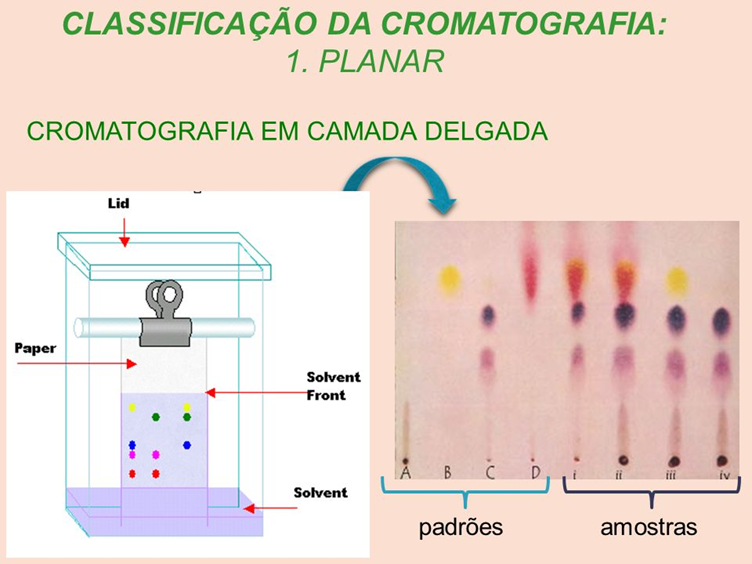 CLASSIFICAÇÃO DA CROMATOGRAFIA:
1. PLANAR
CROMATOGRAFIA EM CAMADA DELGADA
Lid
Paper
Solvent
Front
Solvent
A B C D i ii iii iv
padrões amostras